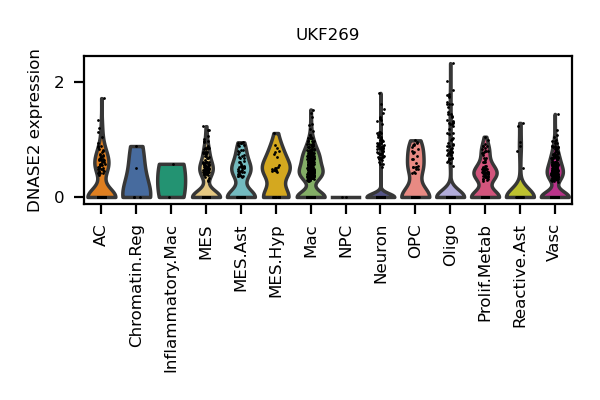 UKF269
DNASE2 expression
2
0
AC
Chromatin.Reg
Inflammatory.Mac
MES
MES.Ast
MES.Hyp
Mac
NPC
Neuron
OPC
Oligo
Prolif.Metab
Reactive.Ast
Vasc